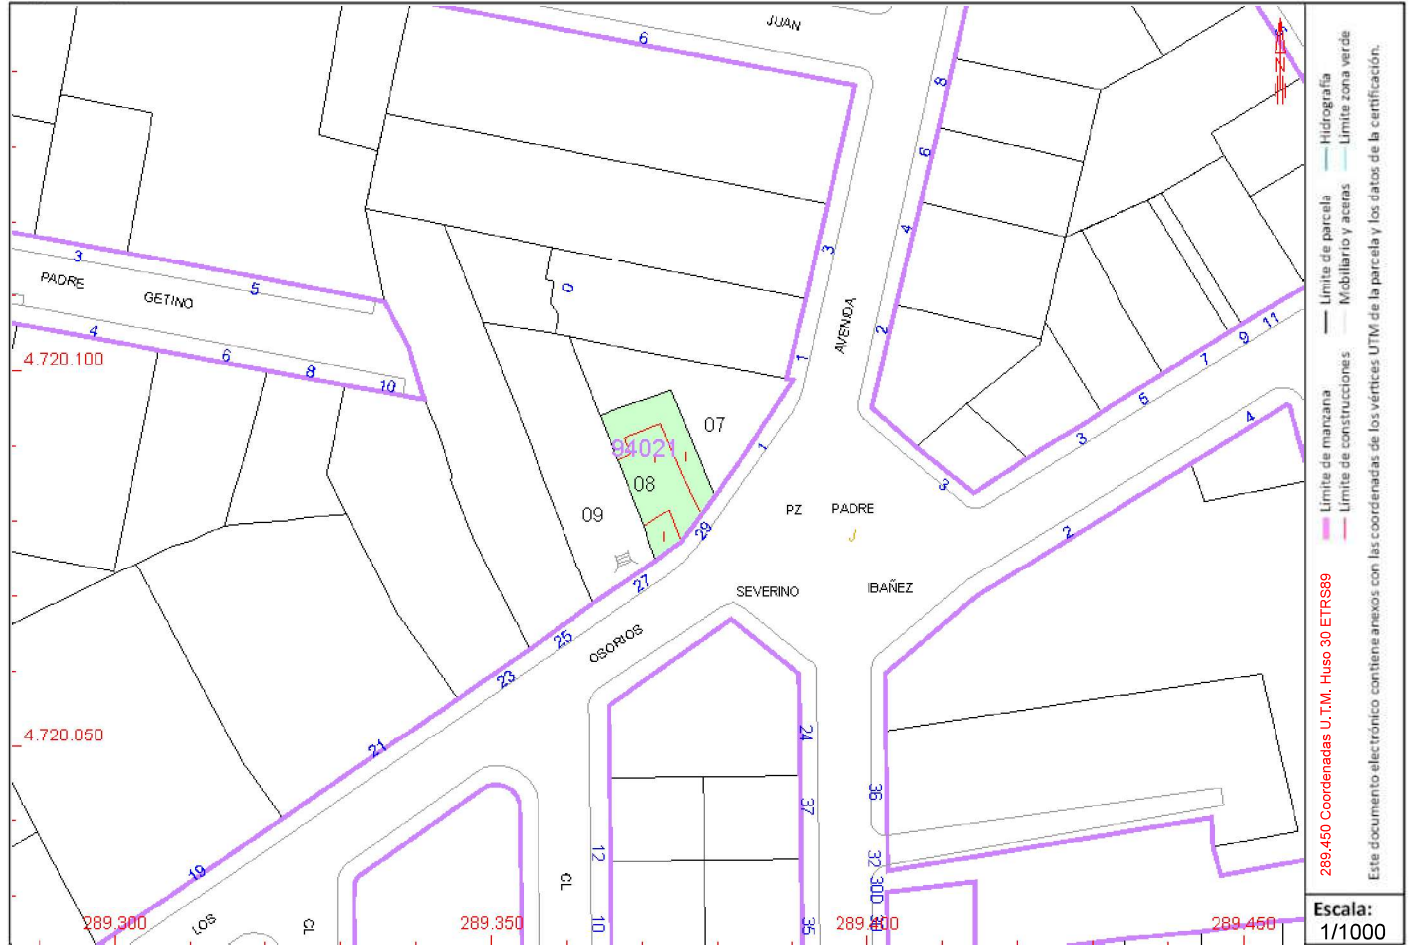 JUAN
6
8
6
4
2
3
1
AVENIDA
0
3
5
PADRE
GETINO
4
6
8
10
4.720.100
94021
07
08
09
1
29
27
25
23
21
19
OSORIOS
LOS
CL
CL
PZ PADRE
J
SEVERINO IBAÑEZ
3
3
5
7
9
11
4
2
24
37
35
12
10
36
32
4.720.050
289.300
289.350
289.400
289.450
N
Límite de manzana
Límite de construcciones
Límite de parcela
Mobiliario y aceras
Hidrografía
Límite zona verde
289.450 Coordenadas U.T.M. Huso 30 ETRS89
Este documento electrónico contiene anexos con las coordenadas de los vértices UTM de la parcela y los datos de la certificación.
Escala:
1/1000